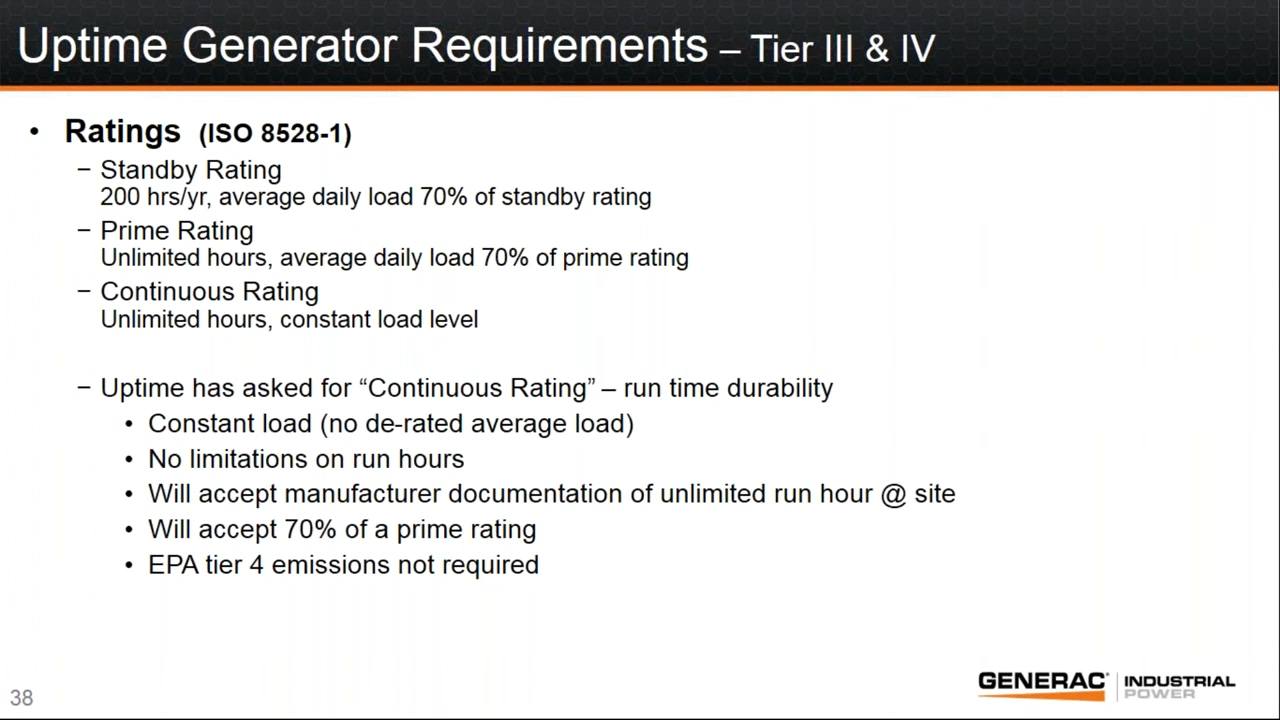 Uptime Generator Requirements – Tier III & IV
• Ratings (ISO 8528-1)
− Standby Rating
200 hrs/yr, average daily load 70% of standby rating
− Prime Rating
Unlimited hours, average daily load 70% of prime rating
− Continuous Rating
Unlimited hours, constant load level
− Uptime has asked for “Continuous Rating” – run time durability
• Constant load (no de-rated average load)
• No limitations on run hours
• Will accept manufacturer documentation of unlimited run hour @ site
• Will accept 70% of a prime rating
• EPA tier 4 emissions not required
38
GENERAC INDUSTRIAL
POWER